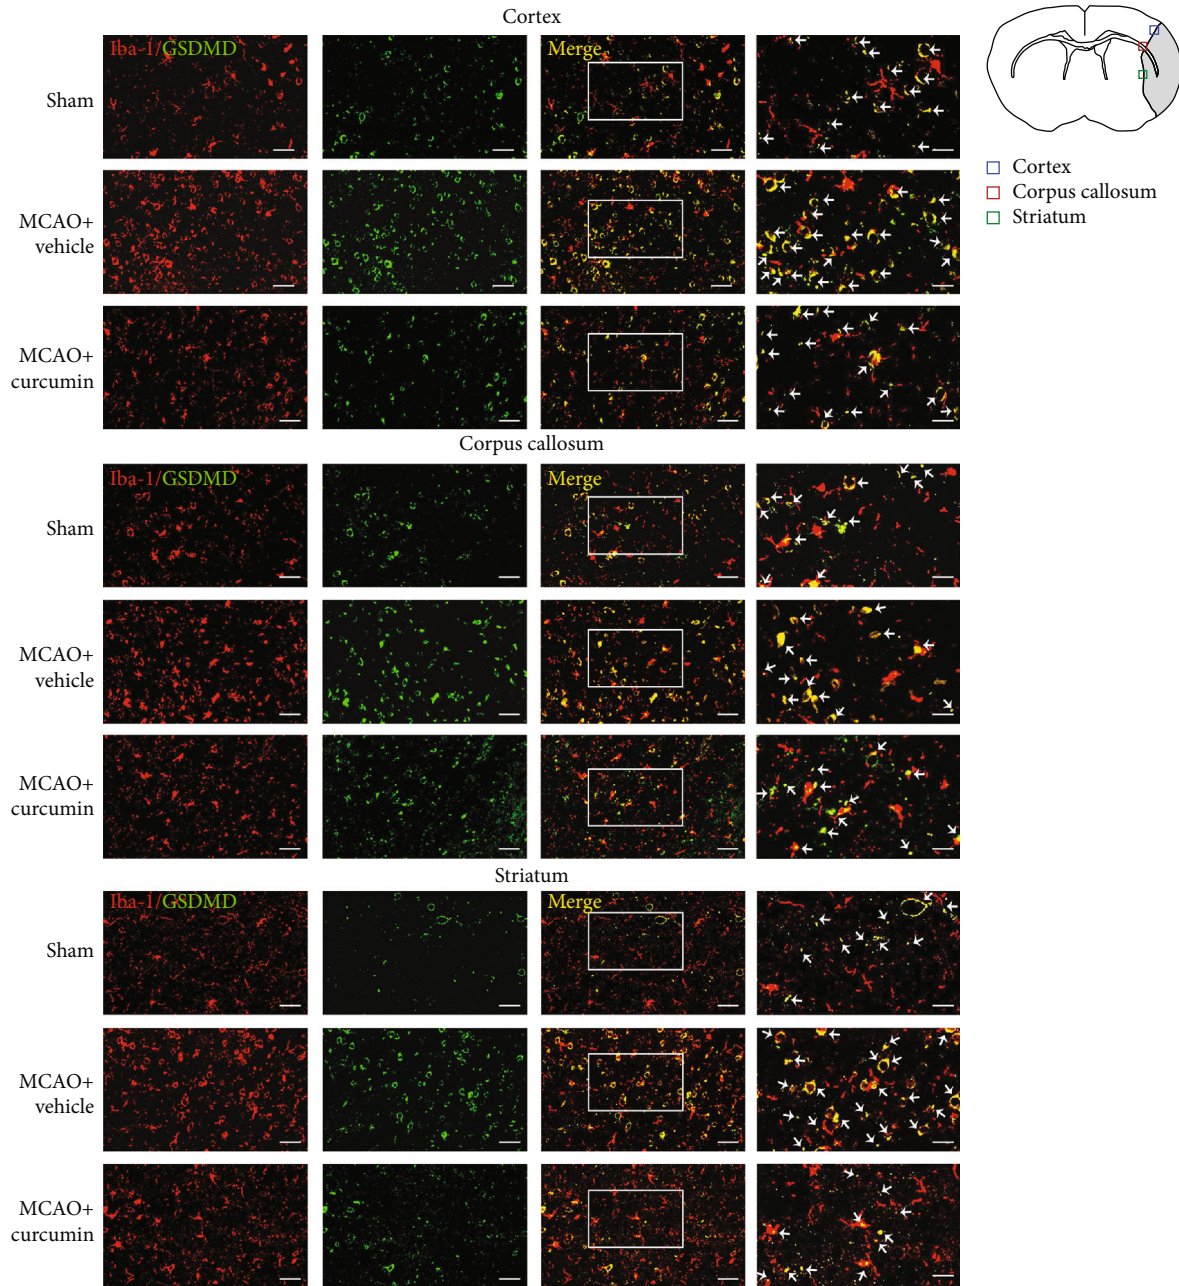 Cortex
Iba-1/GSDMD
Merge
Sham
MCAO+
vehicle
MCAO+
curcumin
Corpus callosum
Iba-1/GSDMD
Merge
Sham
MCAO+
vehicle
MCAO+
curcumin
Striatum
Iba-1/GSDMD
Merge
Sham
MCAO+
vehicle
MCAO+
curcumin
Cortex
Corpus callosum
Striatum